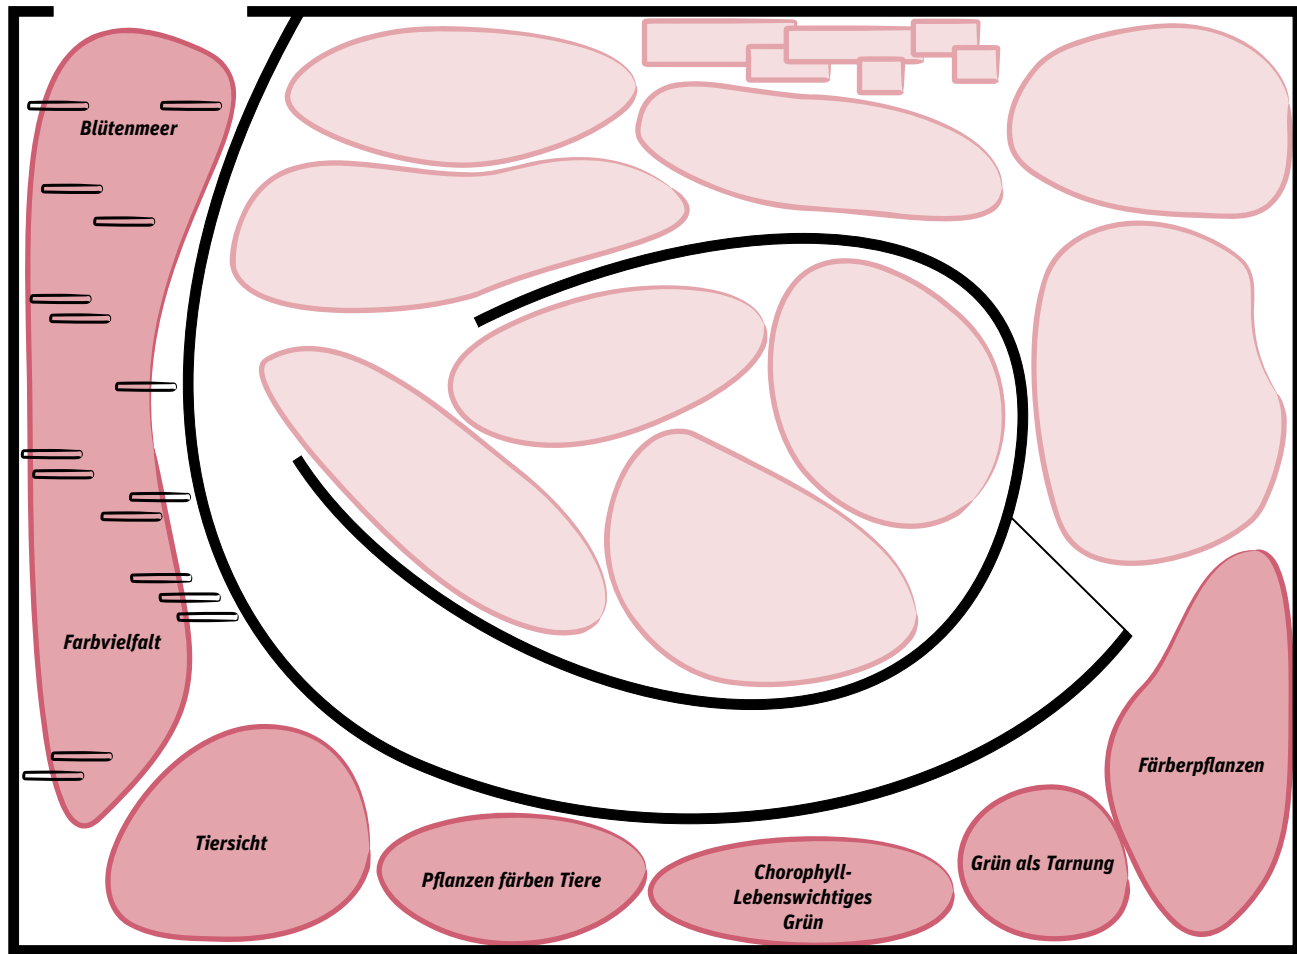 Blütenmeer
Farbvielfalt
Tiersicht
Pflanzen färben Tiere
Chorophyll-
Lebenswichtiges
Grün
Grün als Tarnung
Färberpflanzen